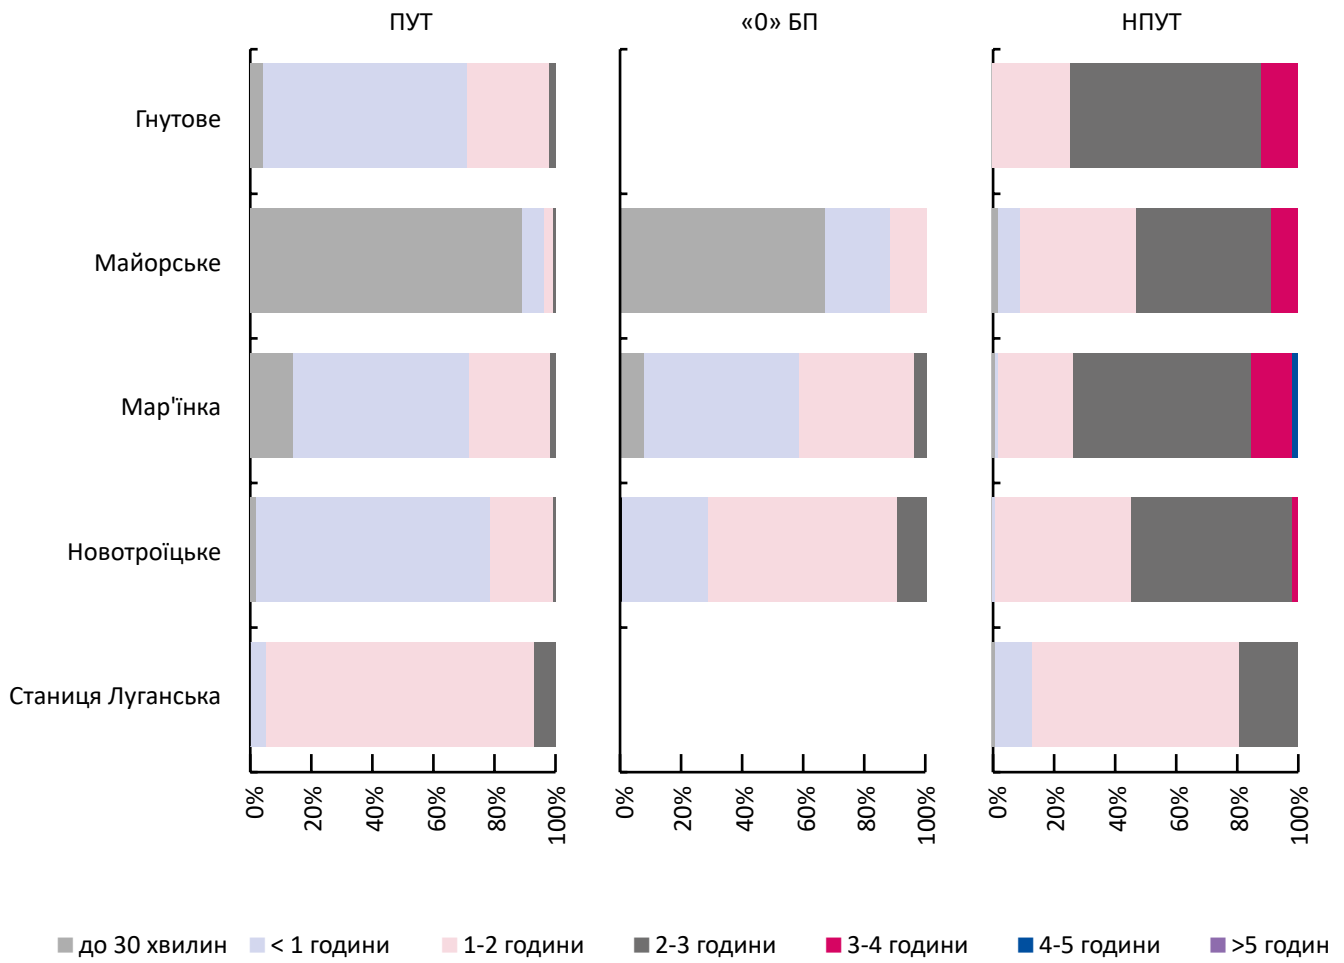 ПУТ «0» БП НПУТ
Гнутове
Майорське
Мар'їнка
Новотроїцьке
Станиця Луганська
0% 20% 40% 60% 80% 100% 0% 20% 40% 60% 80% 100% 0% 20% 40% 60% 80% 100%
до 30 хвилин < 1 години 1-2 години 2-3 години 3-4 години 4-5 години >5 годин